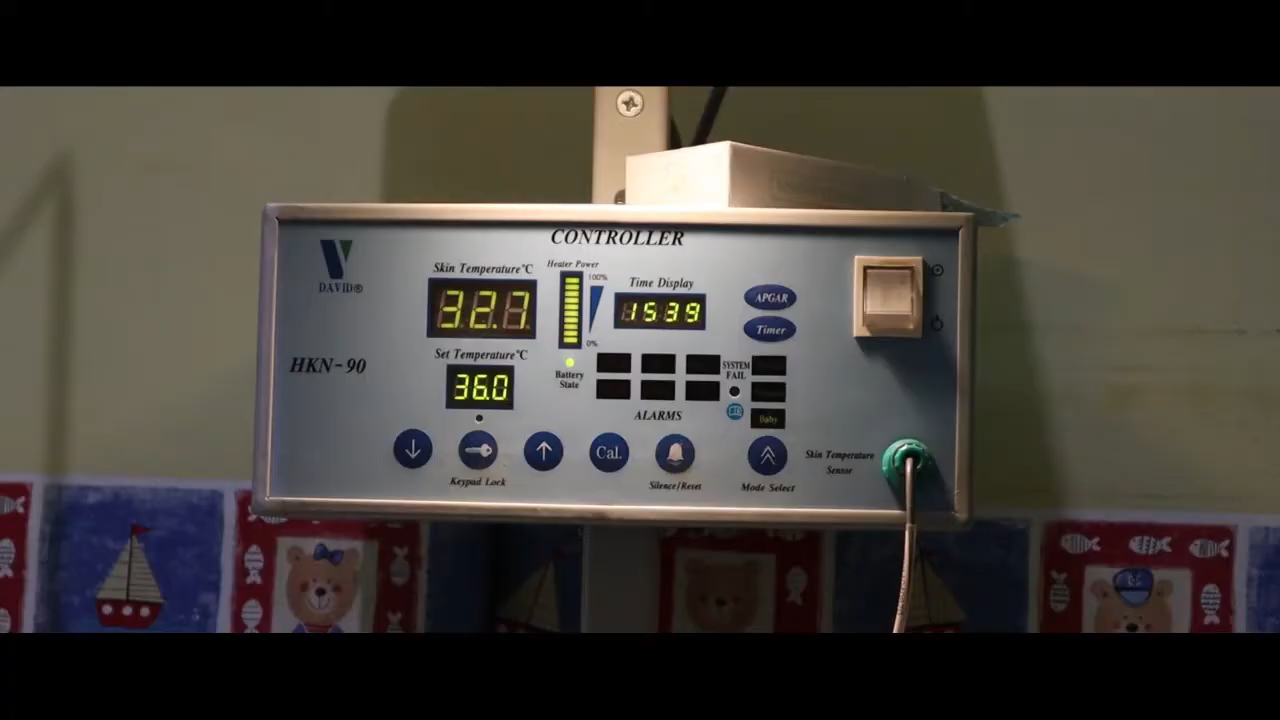 CONTROLLER
DAVID®
HKN-90
Skin Temperature°C
32.7
Set Temperature°C
36.0
Heater Power
100%
0%
Battery
State
Time Display
15:39
APGAR
Timer
SYSTEM
FAIL
ALARMS
Baby
Cal.
Keypad Lock
Silence/Reset
Mode Select
Skin Temperature
Sensor